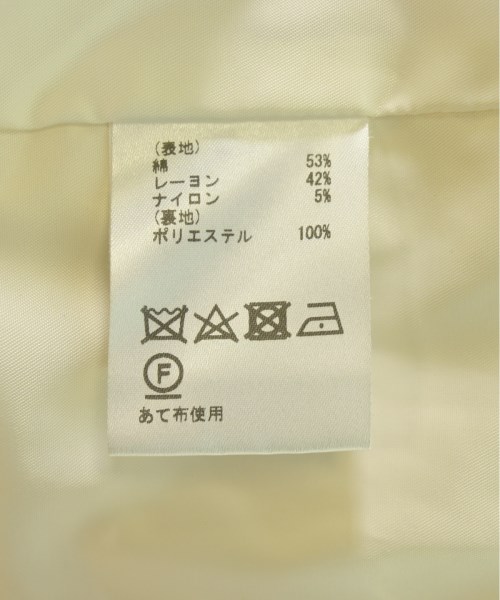 (表地)
綿 53%
レーヨン 42%
ナイロン 5%
(裏地)
ポリエステル 100%
F
あて布使用